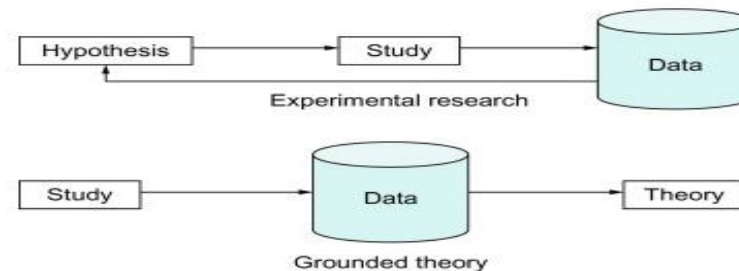 Hypothesis
Study
Data
Experimental research
Study
Data
Theory
Grounded theory